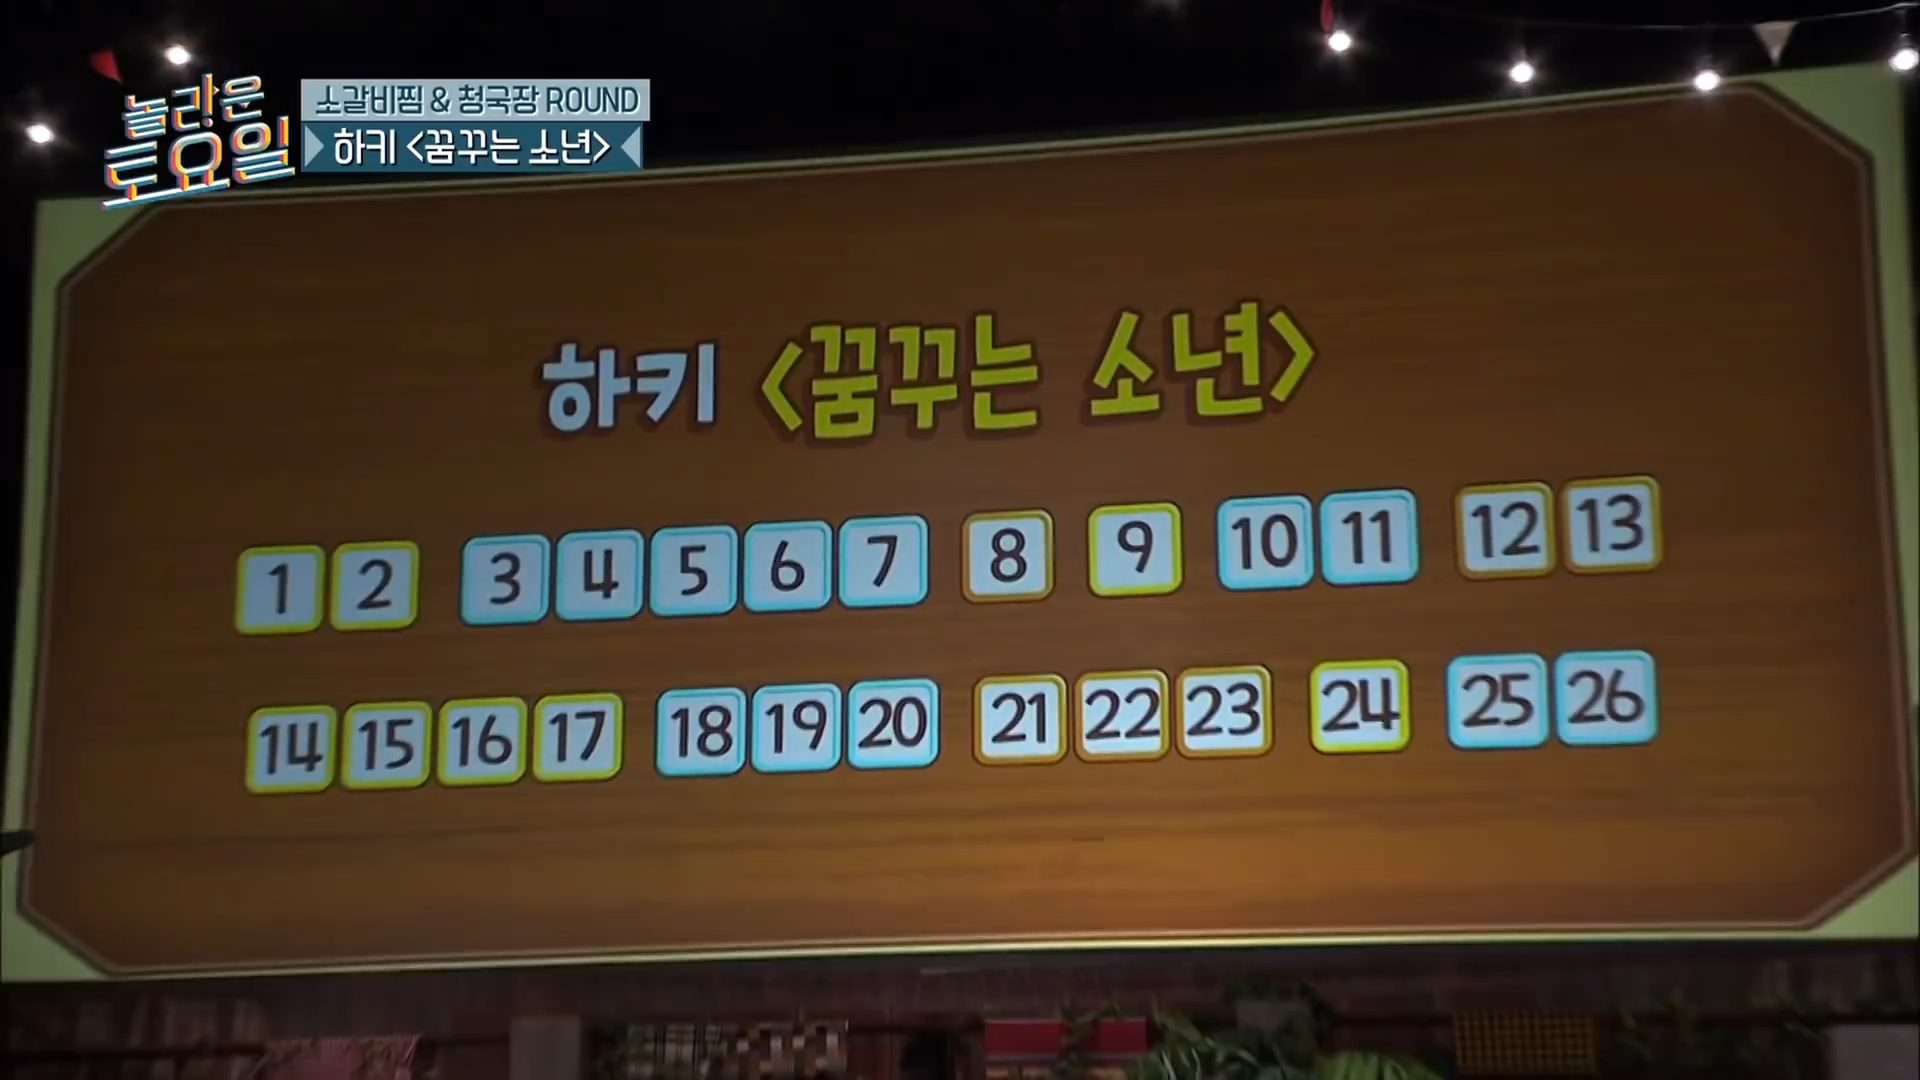 놀라운
토요일
소갈비찜 & 청국장 ROUND
하키 <꿈꾸는 소년>
하키 <꿈꾸는 소년>
1 2 3 4 5 6 7 8 9 10 11 12 13
14 15 16 17 18 19 20 21 22 23 24 25 26